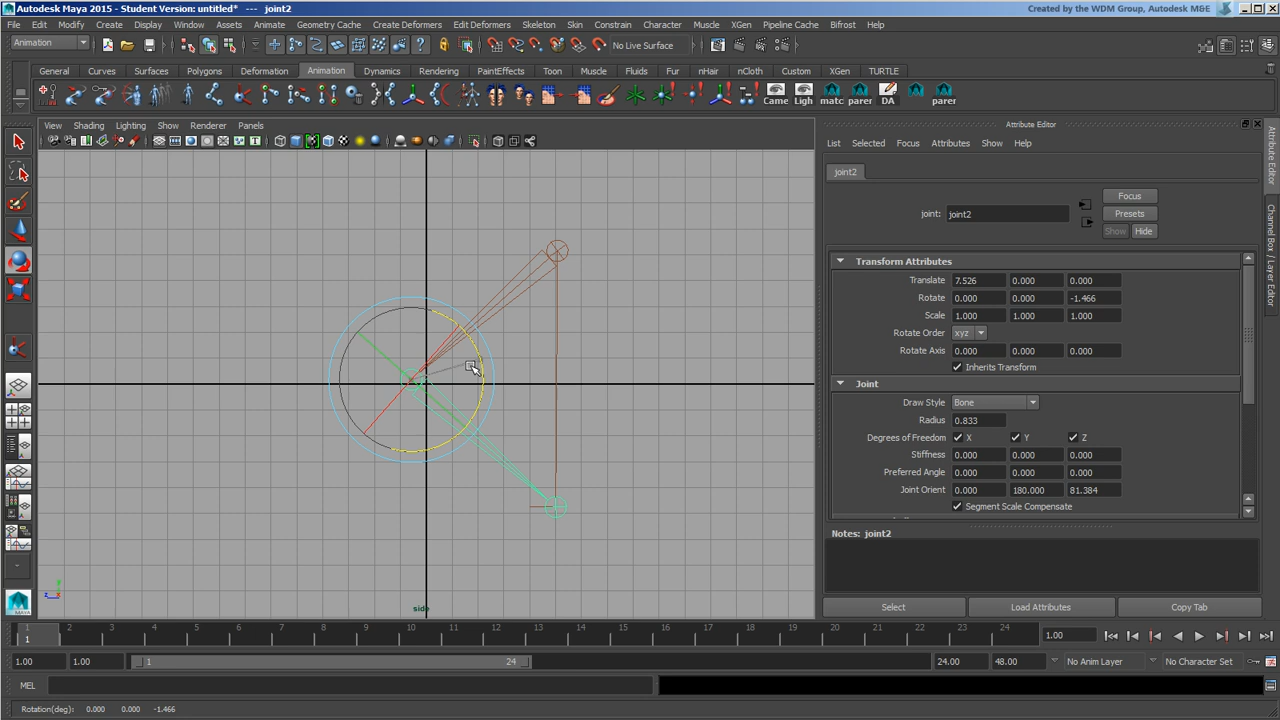 Autodesk Maya 2015 - Student Version: untitled* --- joint2
Created by the WDM Group, Autodesk M&E
File Edit Modify Create Display Window Assets Animate Geometry Cache Create Deformers Edit Deformers Skeleton Skin Constrain Character Muscle XGen Pipeline Cache Bifrost Help
Animation No Live Surface
General Curves Surfaces Polygons Deformation Animation Dynamics Rendering PaintEffects Toon Muscle Fluids Fur nHair nCloth Custom XGen TURTLE
Came Ligh matc parer DA parer
View Shading Lighting Show Renderer Panels
side
Attribute Editor
List Selected Focus Attributes Show Help
joint2
joint: joint2
Focus
Presets
Show Hide
Transform Attributes
Translate 7.526 0.000 0.000
Rotate 0.000 0.000 -1.466
Scale 1.000 1.000 1.000
Rotate Order xyz
Rotate Axis 0.000 0.000 0.000
Inherits Transform
Joint
Draw Style Bone
Radius 0.833
Degrees of Freedom X Y Z
Stiffness 0.000 0.000 0.000
Preferred Angle 0.000 0.000 0.000
Joint Orient 0.000 180.000 81.384
Segment Scale Compensate
Notes: joint2
Select Load Attributes Copy Tab
Attribute Editor
Channel Box / Layer Editor
1 2 3 4 5 6 7 8 9 10 11 12 13 14 15 16 17 18 19 20 21 22 23 24
1 1.00
1.00 1.00 1 24 24.00 48.00 No Anim Layer No Character Set
MEL
Rotation(deg): 0.000 0.000 -1.466